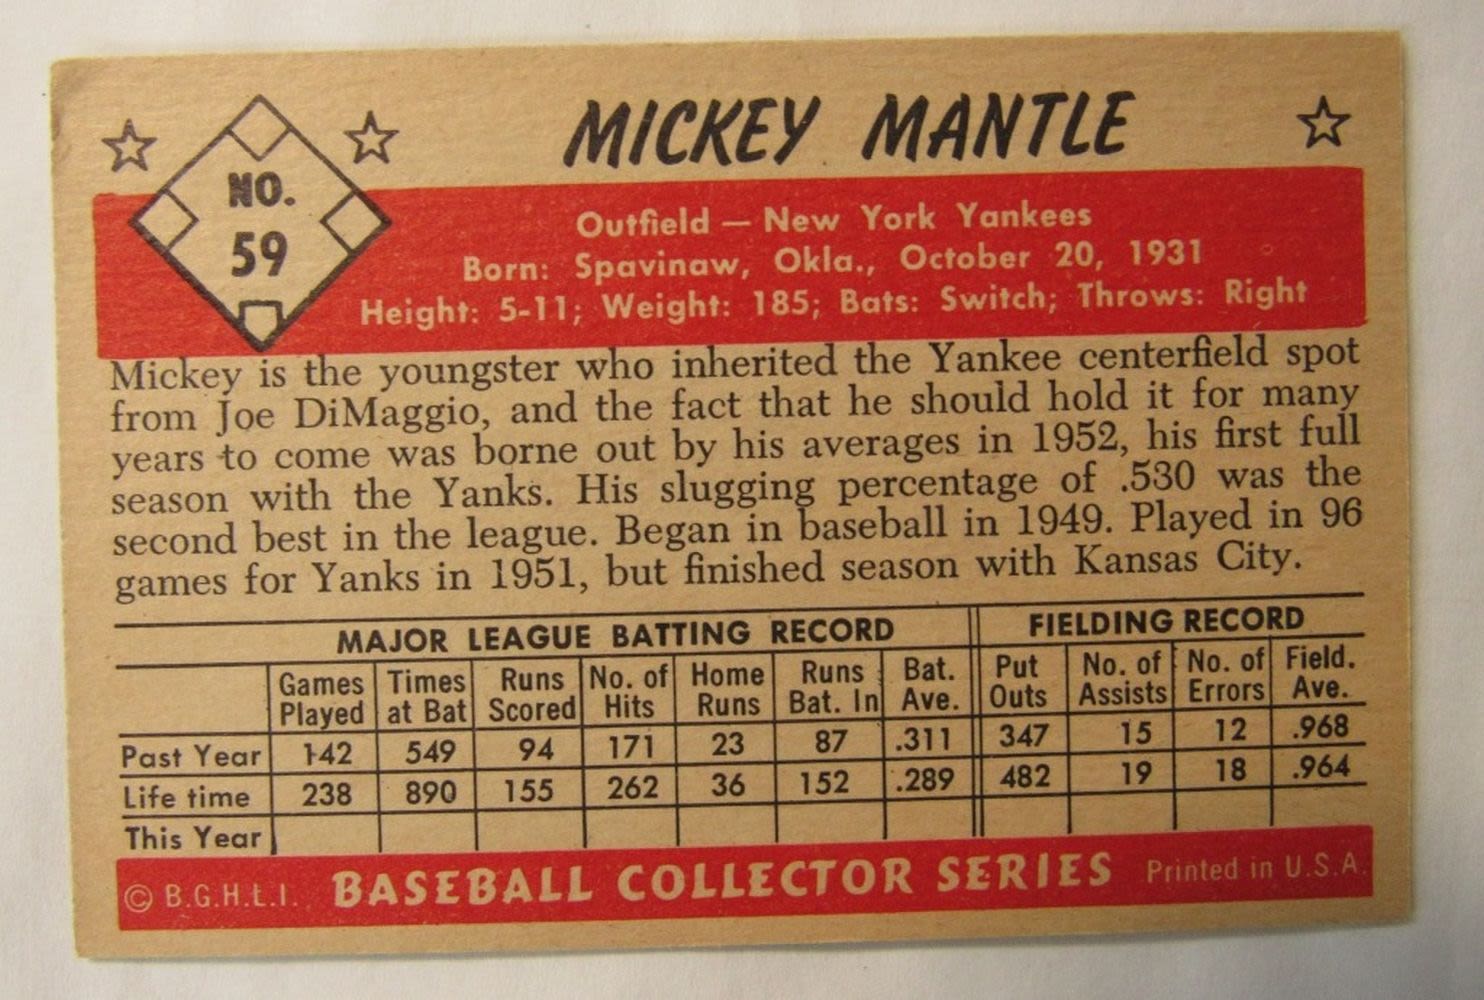 MICKEY MANTLE
NO.
59
Outfield — New York Yankees
Born: Spavinaw, Okla., October 20, 1931
Height: 5-11; Weight: 185; Bats: Switch; Throws: Right
Mickey is the youngster who inherited the Yankee centerfield spot
from Joe DiMaggio, and the fact that he should hold it for many
years to come was borne out by his averages in 1952, his first full
season with the Yanks. His slugging percentage of .530 was the
second best in the league. Began in baseball in 1949. Played in 96
games for Yanks in 1951, but finished season with Kansas City.
MAJOR LEAGUE BATTING RECORD FIELDING RECORD
Games Times Runs No. of Home Runs Bat. Put No. of No. of Field.
Played at Bat Scored Hits Runs Bat. In Ave. Outs Assists Errors Ave.
Past Year 142 549 94 171 23 87 .311 347 15 12 .968
Life time 238 890 155 262 36 152 .289 482 19 18 .964
This Year
© B.G.H.L.I. BASEBALL COLLECTOR SERIES Printed in U.S.A.